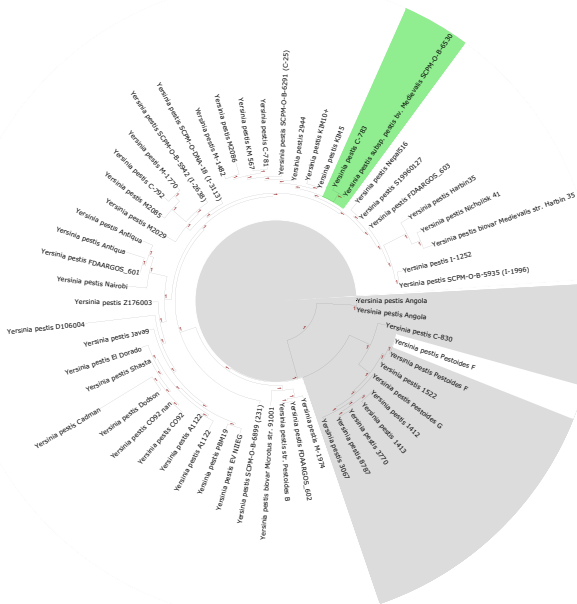 Yersinia pestis C-783
Yersinia pestis subsp. pestis bv. Medievalis SCPM-O-B-6530
Yersinia pestis Nepal516
Yersinia pestis S19960127
Yersinia pestis FDAARGOS_603
Yersinia pestis Harbin35
Yersinia pestis Nicholisk 41
Yersinia pestis biovar Medievalis str. Harbin 35
Yersinia pestis I-1252
Yersinia pestis SCPM-O-B-5935 (I-1996)
Yersinia pestis Angola
Yersinia pestis Angola
Yersinia pestis C-830
Yersinia pestis Pestoides F
Yersinia pestis Pestoides F
Yersinia pestis Pestoides G
Yersinia pestis 1522
Yersinia pestis 1412
Yersinia pestis 1413
Yersinia pestis 3770
Yersinia pestis 8787
Yersinia pestis 3067
Yersinia pestis M-1974
Yersinia pestis FDAARGOS_602
Yersinia pestis str. Pestoides B
Yersinia pestis biovar Microtus str. 91001
Yersinia pestis SCPM-O-B-6899 (231)
Yersinia pestis EV NIIEG
Yersinia pestis PBM19
Yersinia pestis A1122
Yersinia pestis A1122
Yersinia pestis CO92
Yersinia pestis CO92 nan
Yersinia pestis Dodson
Yersinia pestis Cadman
Yersinia pestis Shasta
Yersinia pestis El Dorado
Yersinia pestis Java9
Yersinia pestis D106004
Yersinia pestis Z176003
Yersinia pestis Nairobi
Yersinia pestis FDAARGOS_601
Yersinia pestis Antiqua
Yersinia pestis Antiqua
Yersinia pestis M2029
Yersinia pestis M2085
Yersinia pestis C-792
Yersinia pestis M-1770
Yersinia pestis SCPM-O-B-5942 (I-2638)
Yersinia pestis SCPM-O-DNA-18 (I-3113)
Yersinia pestis M-1482
Yersinia pestis M2086
Yersinia pestis KM 567
Yersinia pestis C-781
Yersinia pestis SCPM-O-B-6291 (C-25)
Yersinia pestis 2944
Yersinia pestis KIM10+
Yersinia pestis KIM5